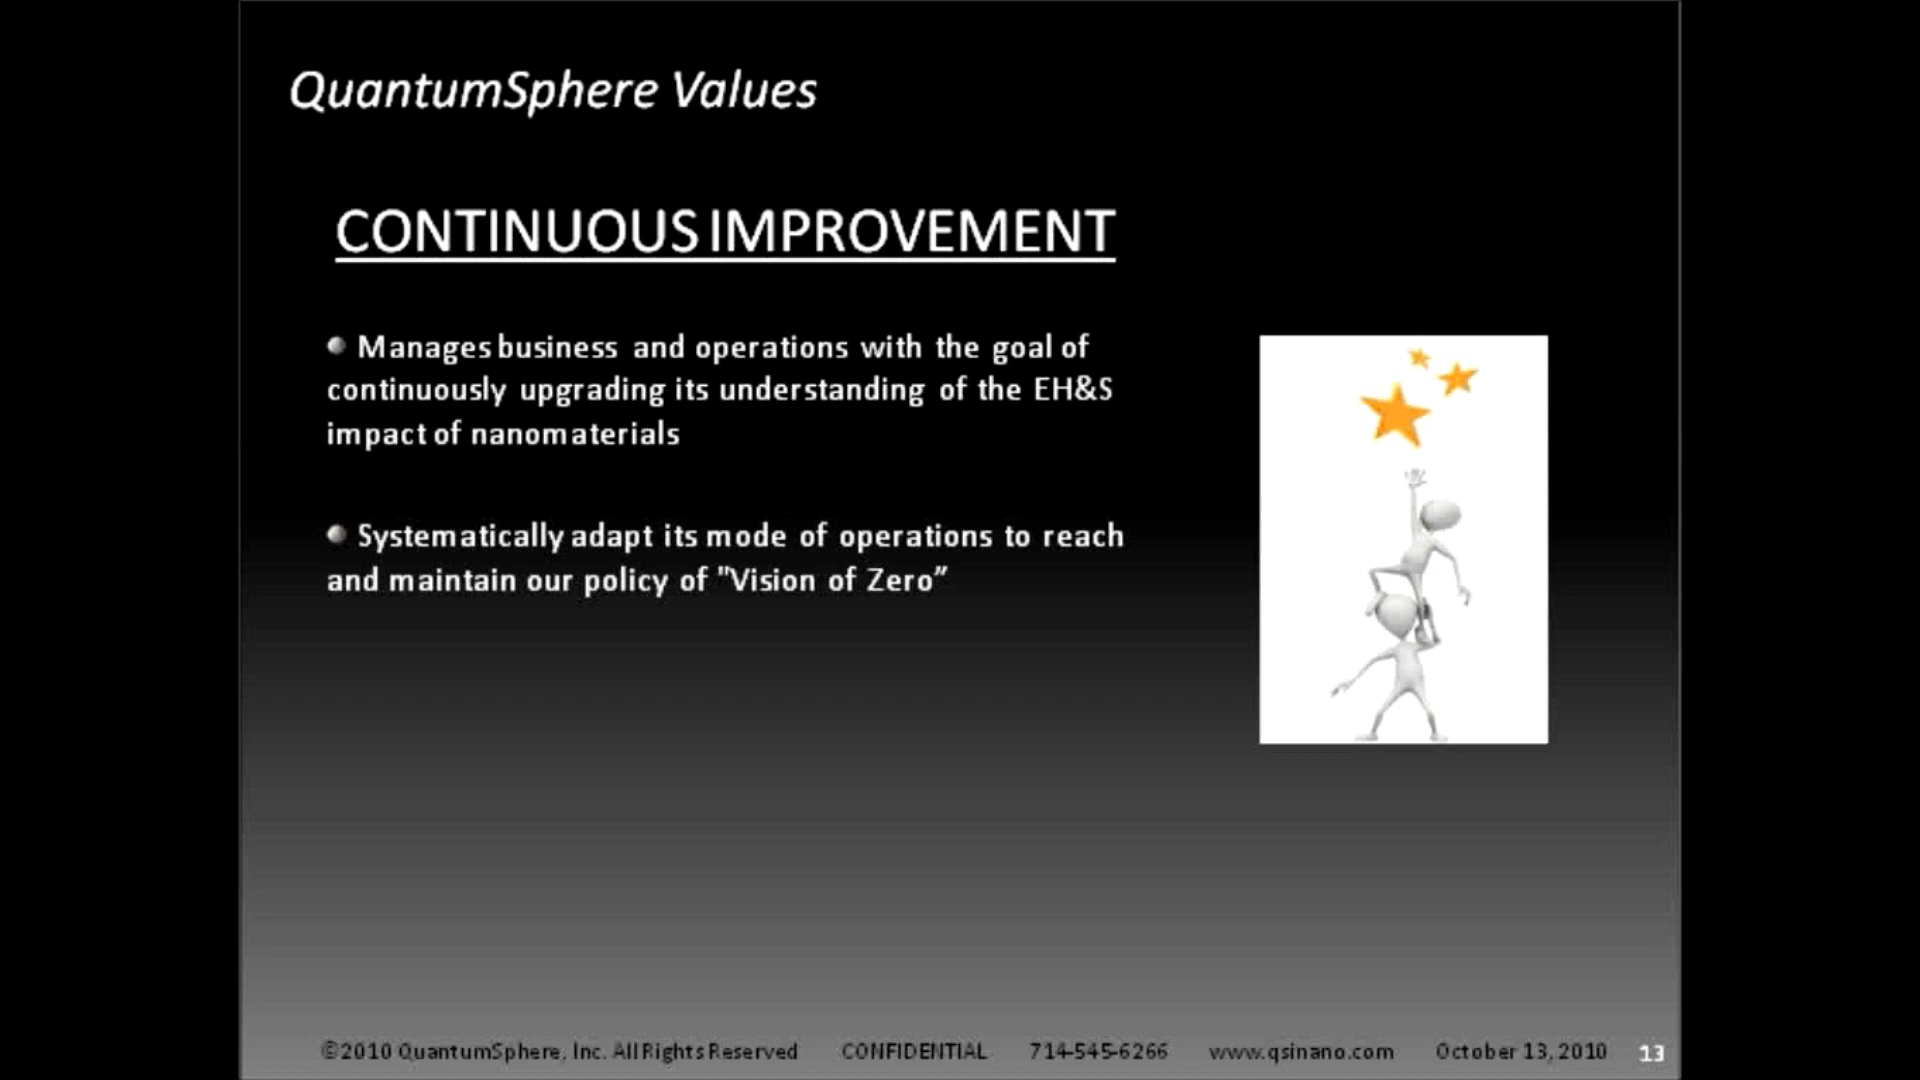 QuantumSphere Values
CONTINUOUS IMPROVEMENT
Manages business and operations with the goal of
continuously upgrading its understanding of the EH&S
impact of nanomaterials
Systematically adapt its mode of operations to reach
and maintain our policy of "Vision of Zero”
©2010 QuantumSphere, Inc. All Rights Reserved CONFIDENTIAL 714-545-6266 www.qsinano.com October 13, 2010 13